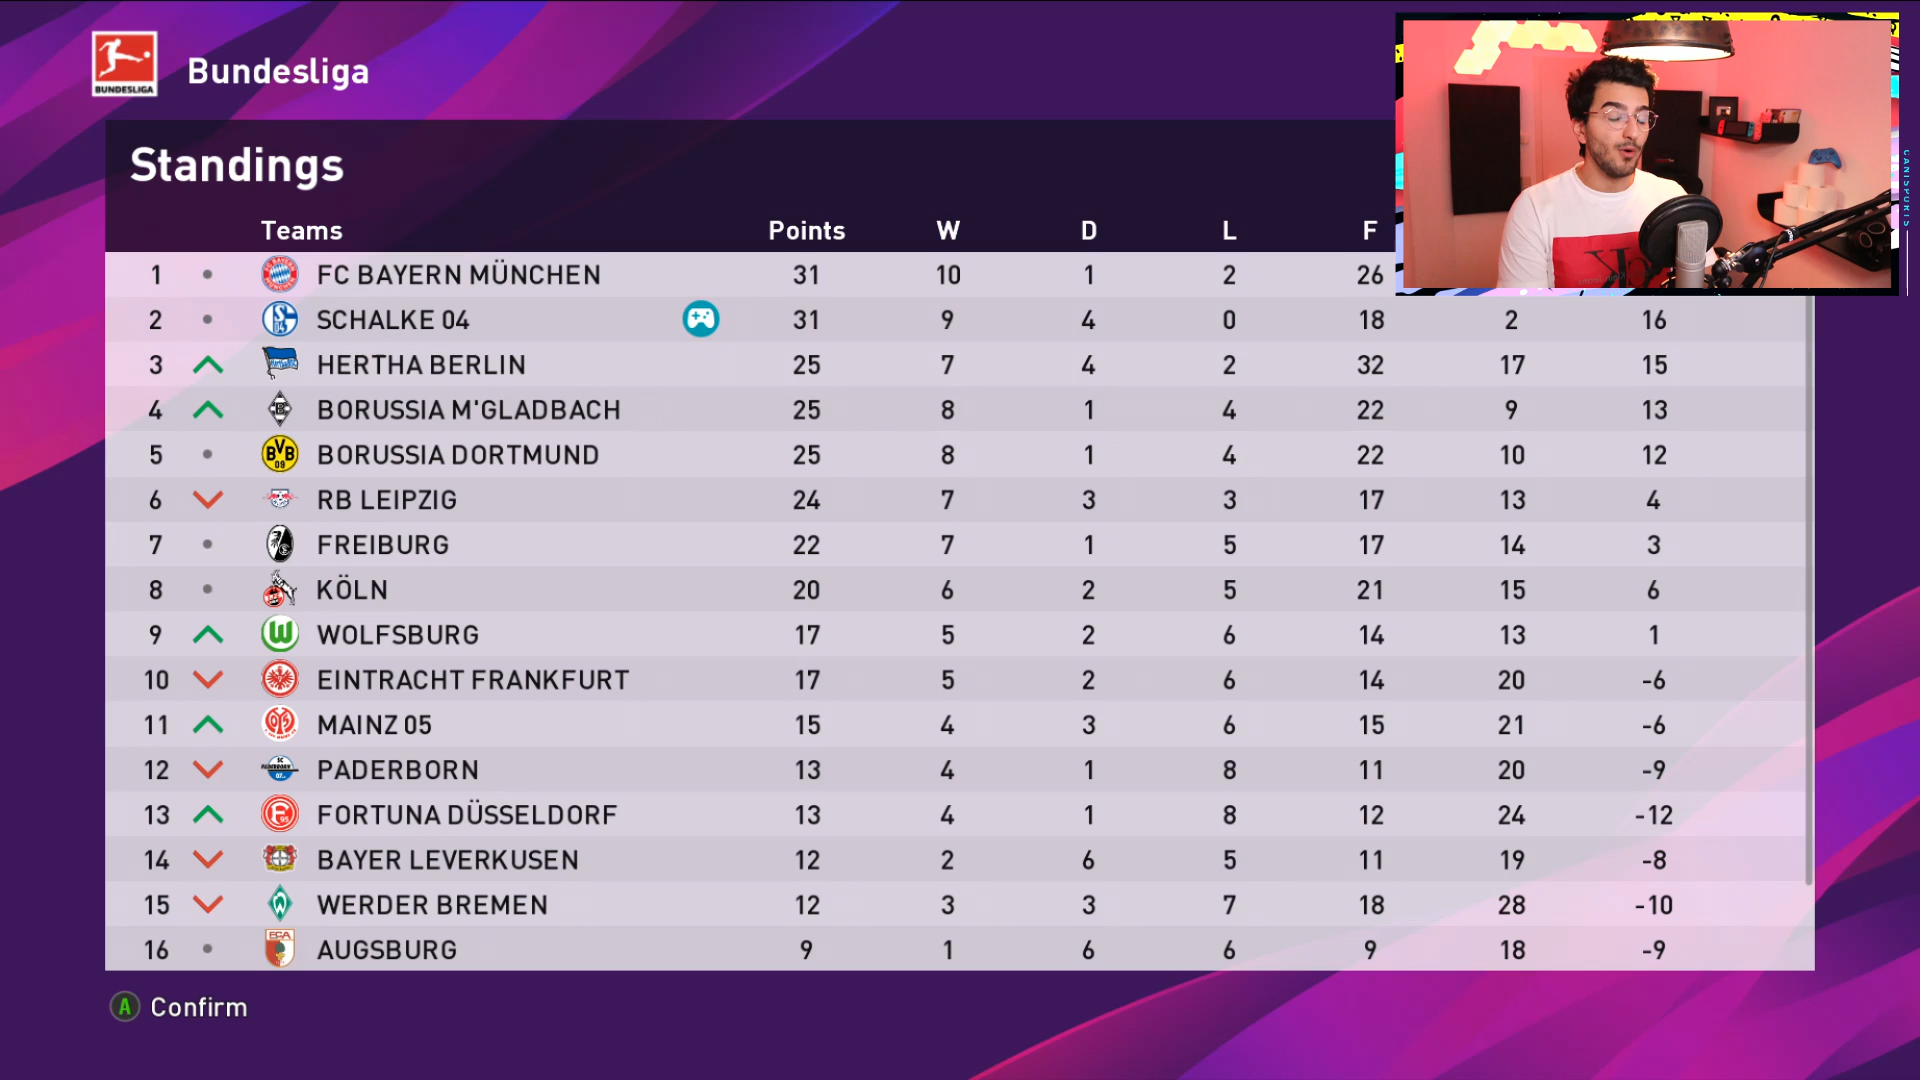 BUNDESLIGA
Bundesliga
Standings
Teams Points W D L F
1 FC BAYERN MÜNCHEN 31 10 1 2 26
2 SCHALKE 04 31 9 4 0 18 2 16
3 HERTHA BERLIN 25 7 4 2 32 17 15
4 BORUSSIA M'GLADBACH 25 8 1 4 22 9 13
5 BORUSSIA DORTMUND 25 8 1 4 22 10 12
6 RB LEIPZIG 24 7 3 3 17 13 4
7 FREIBURG 22 7 1 5 17 14 3
8 KÖLN 20 6 2 5 21 15 6
9 WOLFSBURG 17 5 2 6 14 13 1
10 EINTRACHT FRANKFURT 17 5 2 6 14 20 -6
11 MAINZ 05 15 4 3 6 15 21 -6
12 PADERBORN 13 4 1 8 11 20 -9
13 FORTUNA DÜSSELDORF 13 4 1 8 12 24 -12
14 BAYER LEVERKUSEN 12 2 6 5 11 19 -8
15 WERDER BREMEN 12 3 3 7 18 28 -10
16 AUGSBURG 9 1 6 6 9 18 -9
A Confirm